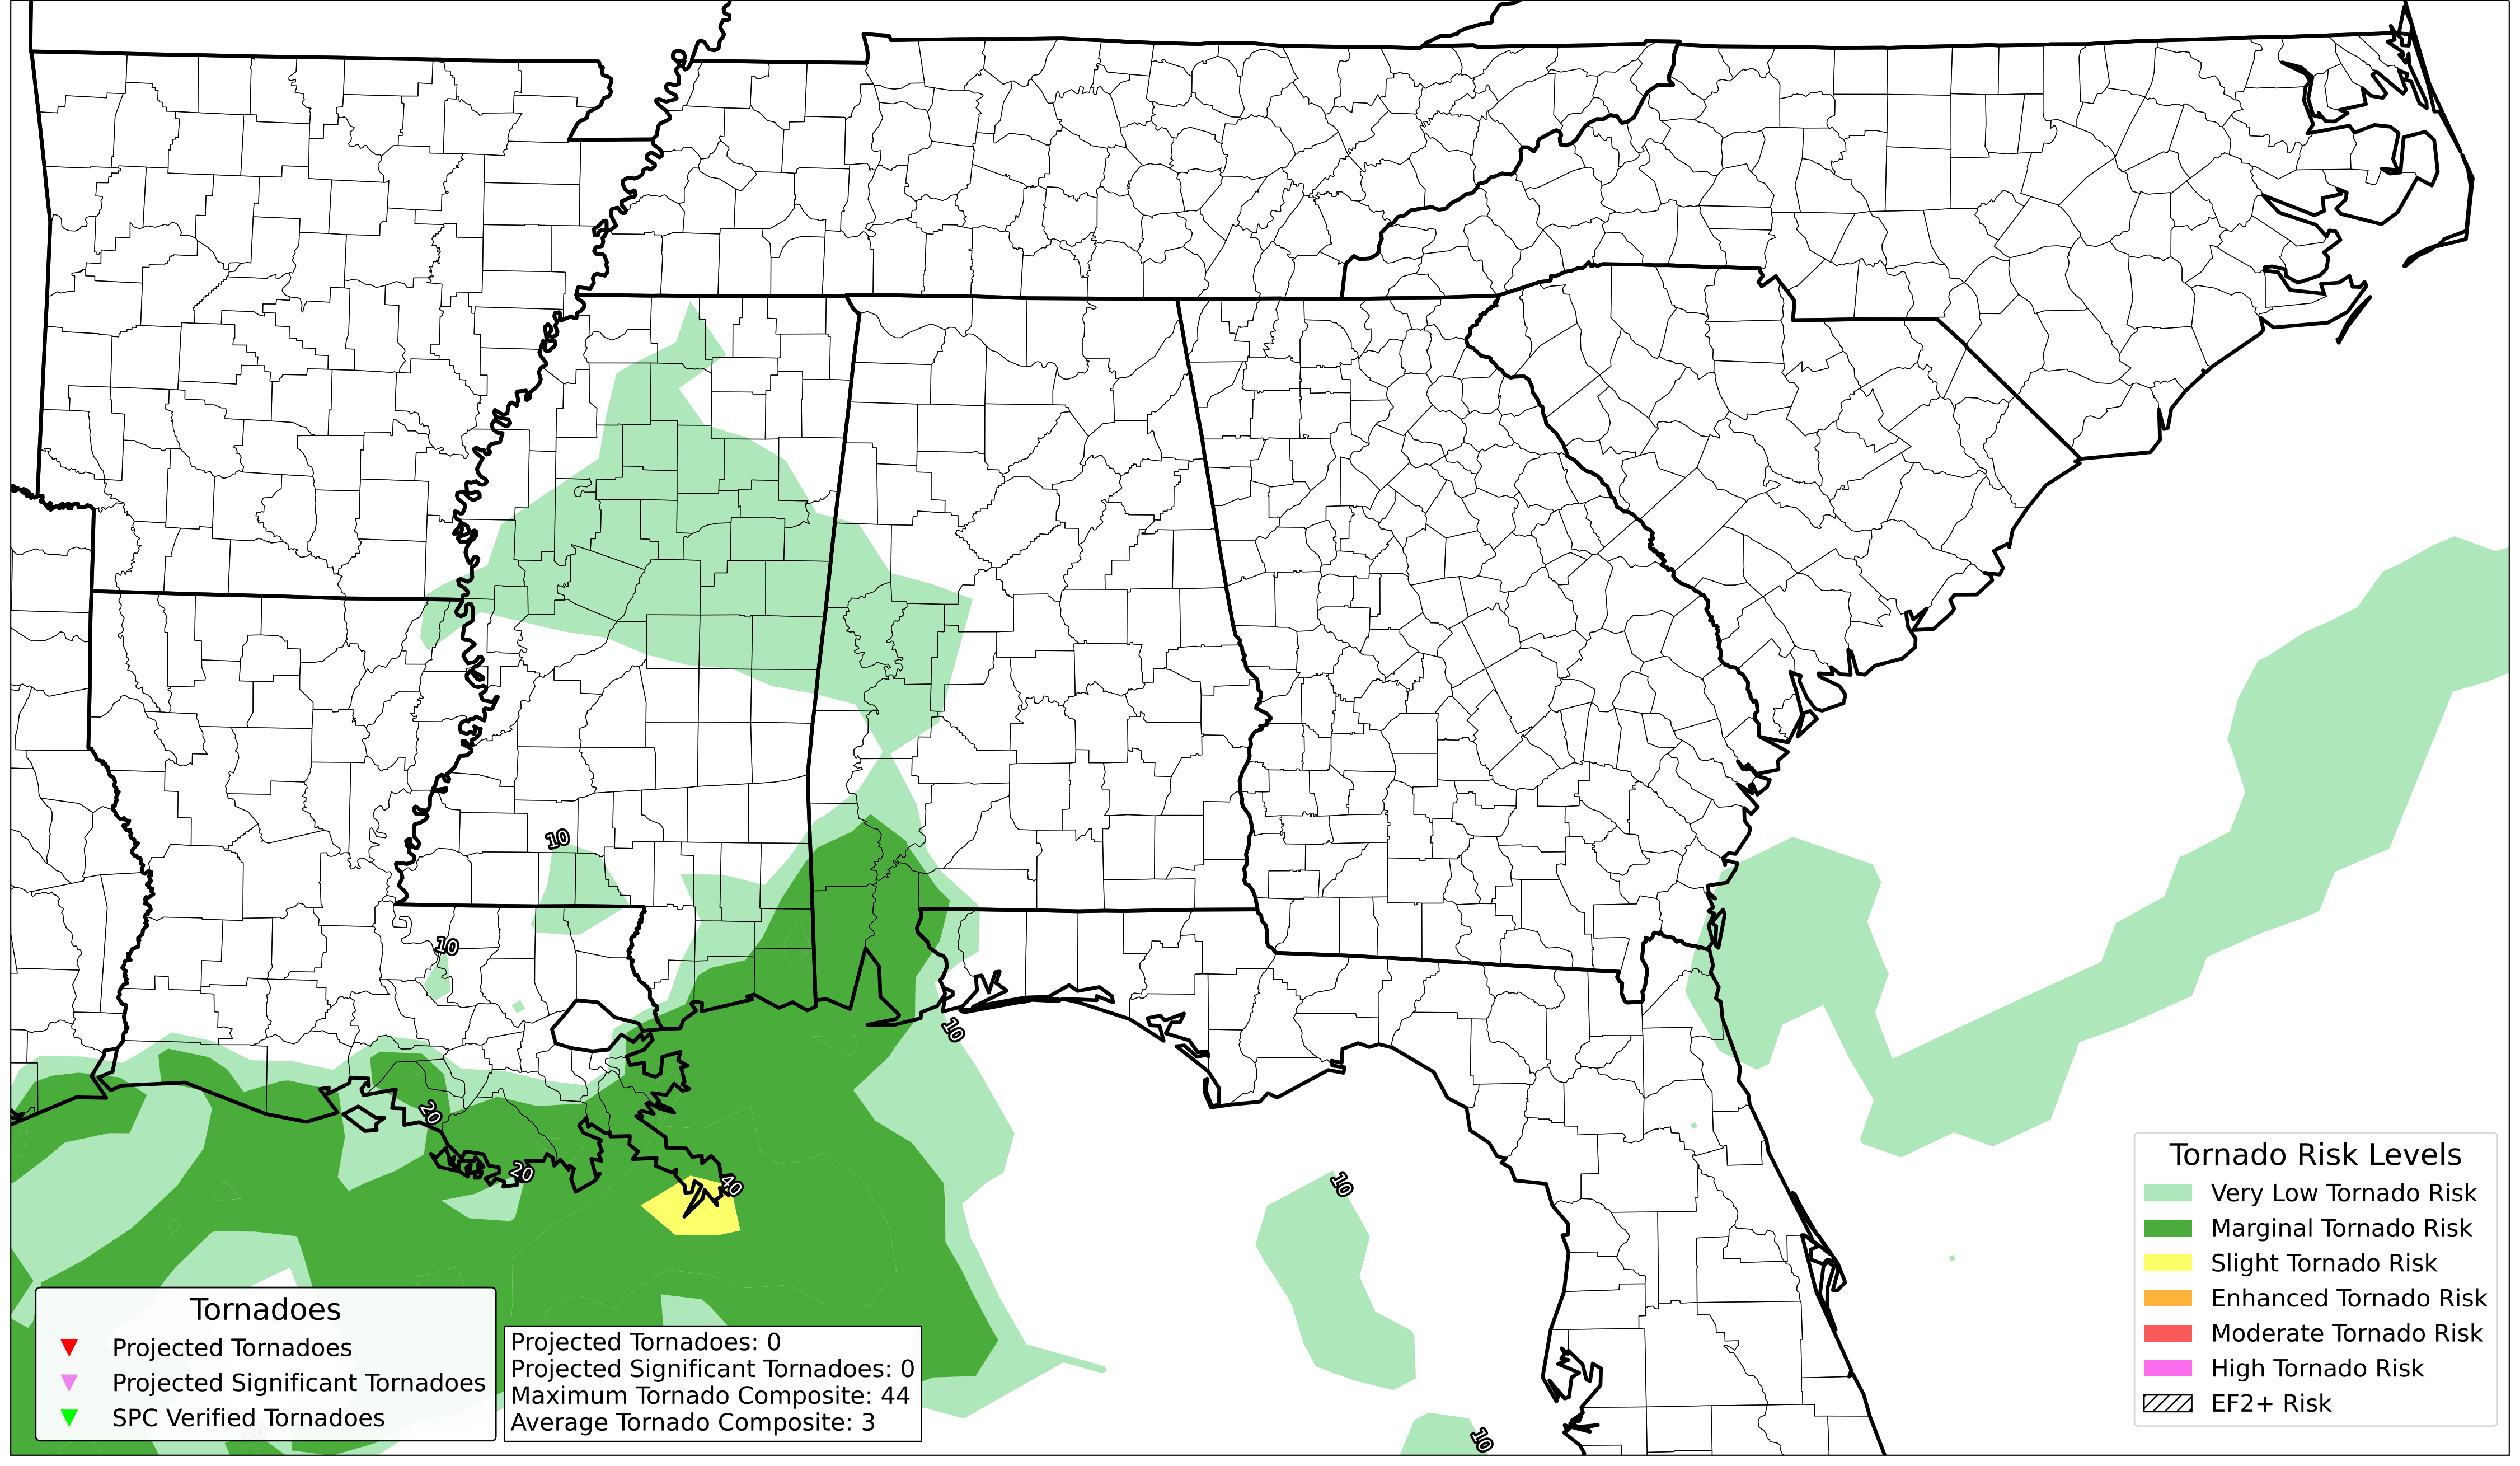 10
10
10
20
20
40
10
10
Tornadoes
Projected Tornadoes
Projected Significant Tornadoes
SPC Verified Tornadoes
Projected Tornadoes: 0
Projected Significant Tornadoes: 0
Maximum Tornado Composite: 44
Average Tornado Composite: 3
Tornado Risk Levels
Very Low Tornado Risk
Marginal Tornado Risk
Slight Tornado Risk
Enhanced Tornado Risk
Moderate Tornado Risk
High Tornado Risk
EF2+ Risk